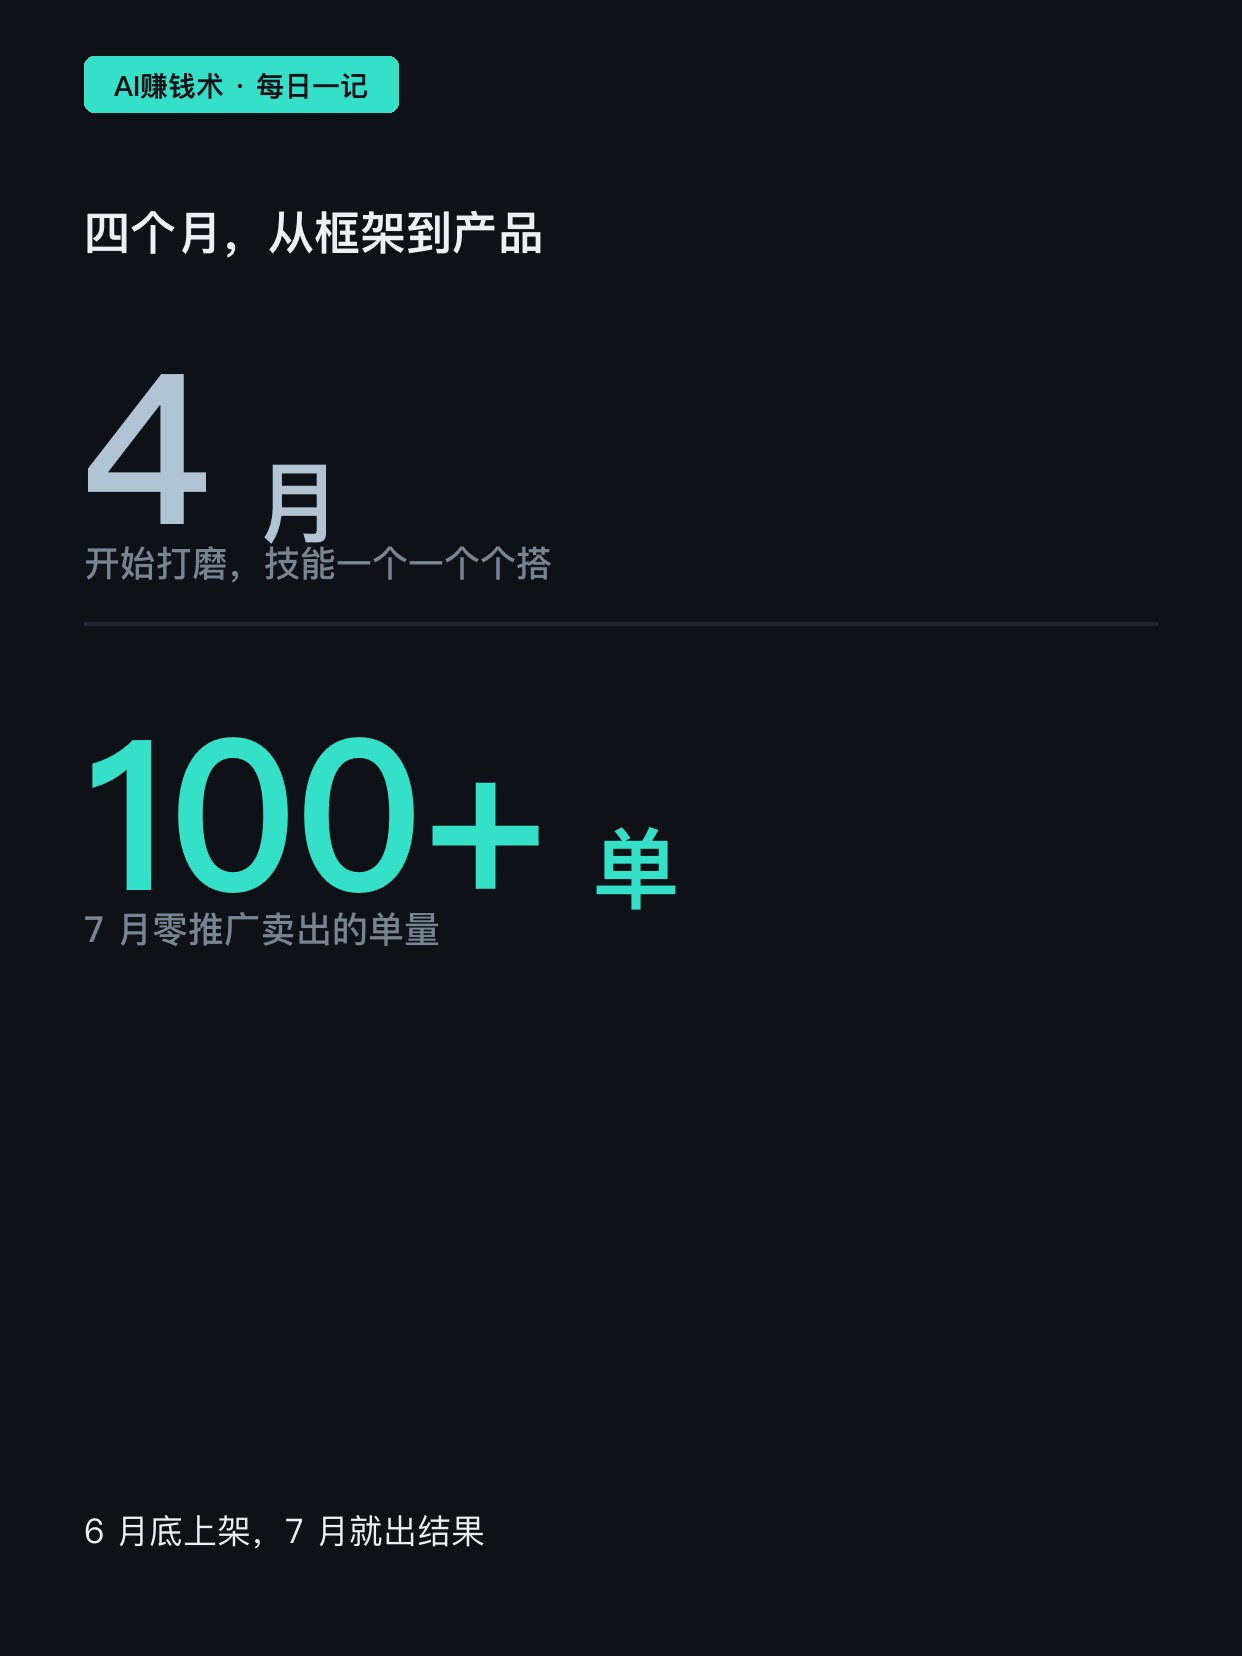 AI赚钱术 · 每日一记
四个月，从框架到产品
4 月
开始打磨，技能一个一个个搭
100+ 单
7 月零推广卖出的单量
6 月底上架，7 月就出结果